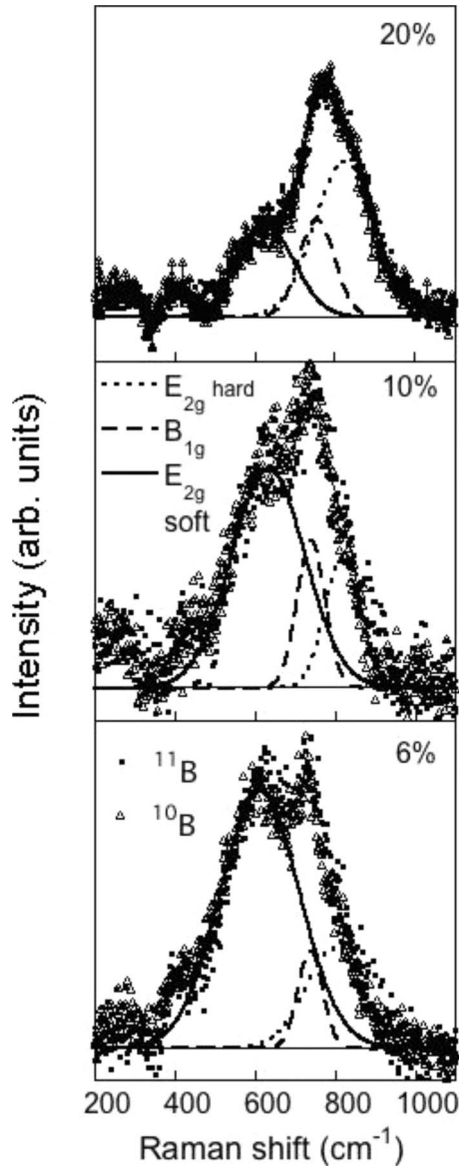 20%
10%
E2g hard
B1g
E2g
soft
6%
11B
10B
Intensity (arb. units)
200 400 600 800 1000
Raman shift (cm-1)